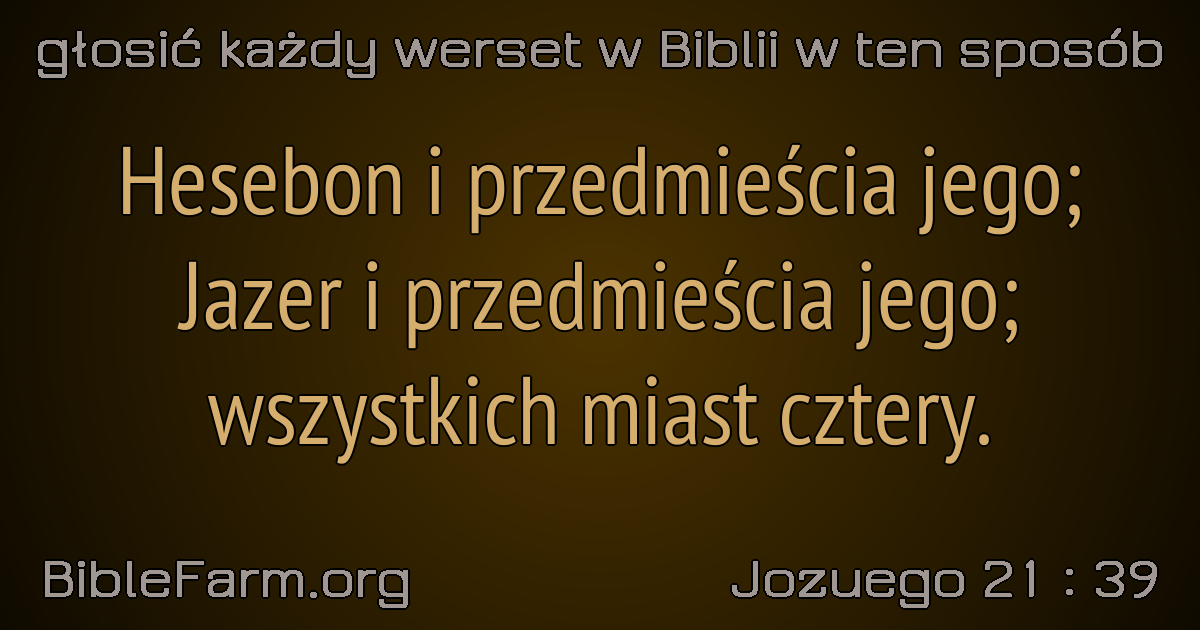 głosić każdy werset w Biblii w ten sposób
Hesebon i przedmieścia jego;
Jazer i przedmieścia jego;
wszystkich miast cztery.
BibleFarm.org
Jozuego 21 : 39